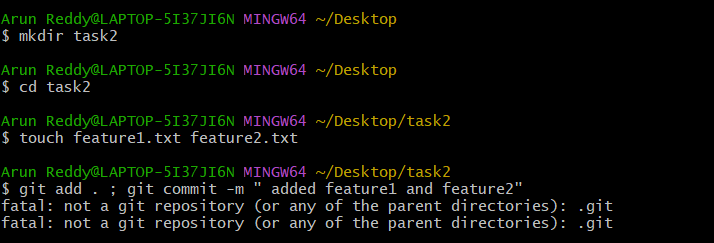 Arun Reddy@LAPTOP-5I37JI6N MINGW64 ~/Desktop
$ mkdir task2
Arun Reddy@LAPTOP-5I37JI6N MINGW64 ~/Desktop
$ cd task2
Arun Reddy@LAPTOP-5I37JI6N MINGW64 ~/Desktop/task2
$ touch feature1.txt feature2.txt
Arun Reddy@LAPTOP-5I37JI6N MINGW64 ~/Desktop/task2
$ git add . ; git commit -m " added feature1 and feature2"
fatal: not a git repository (or any of the parent directories): .git
fatal: not a git repository (or any of the parent directories): .git